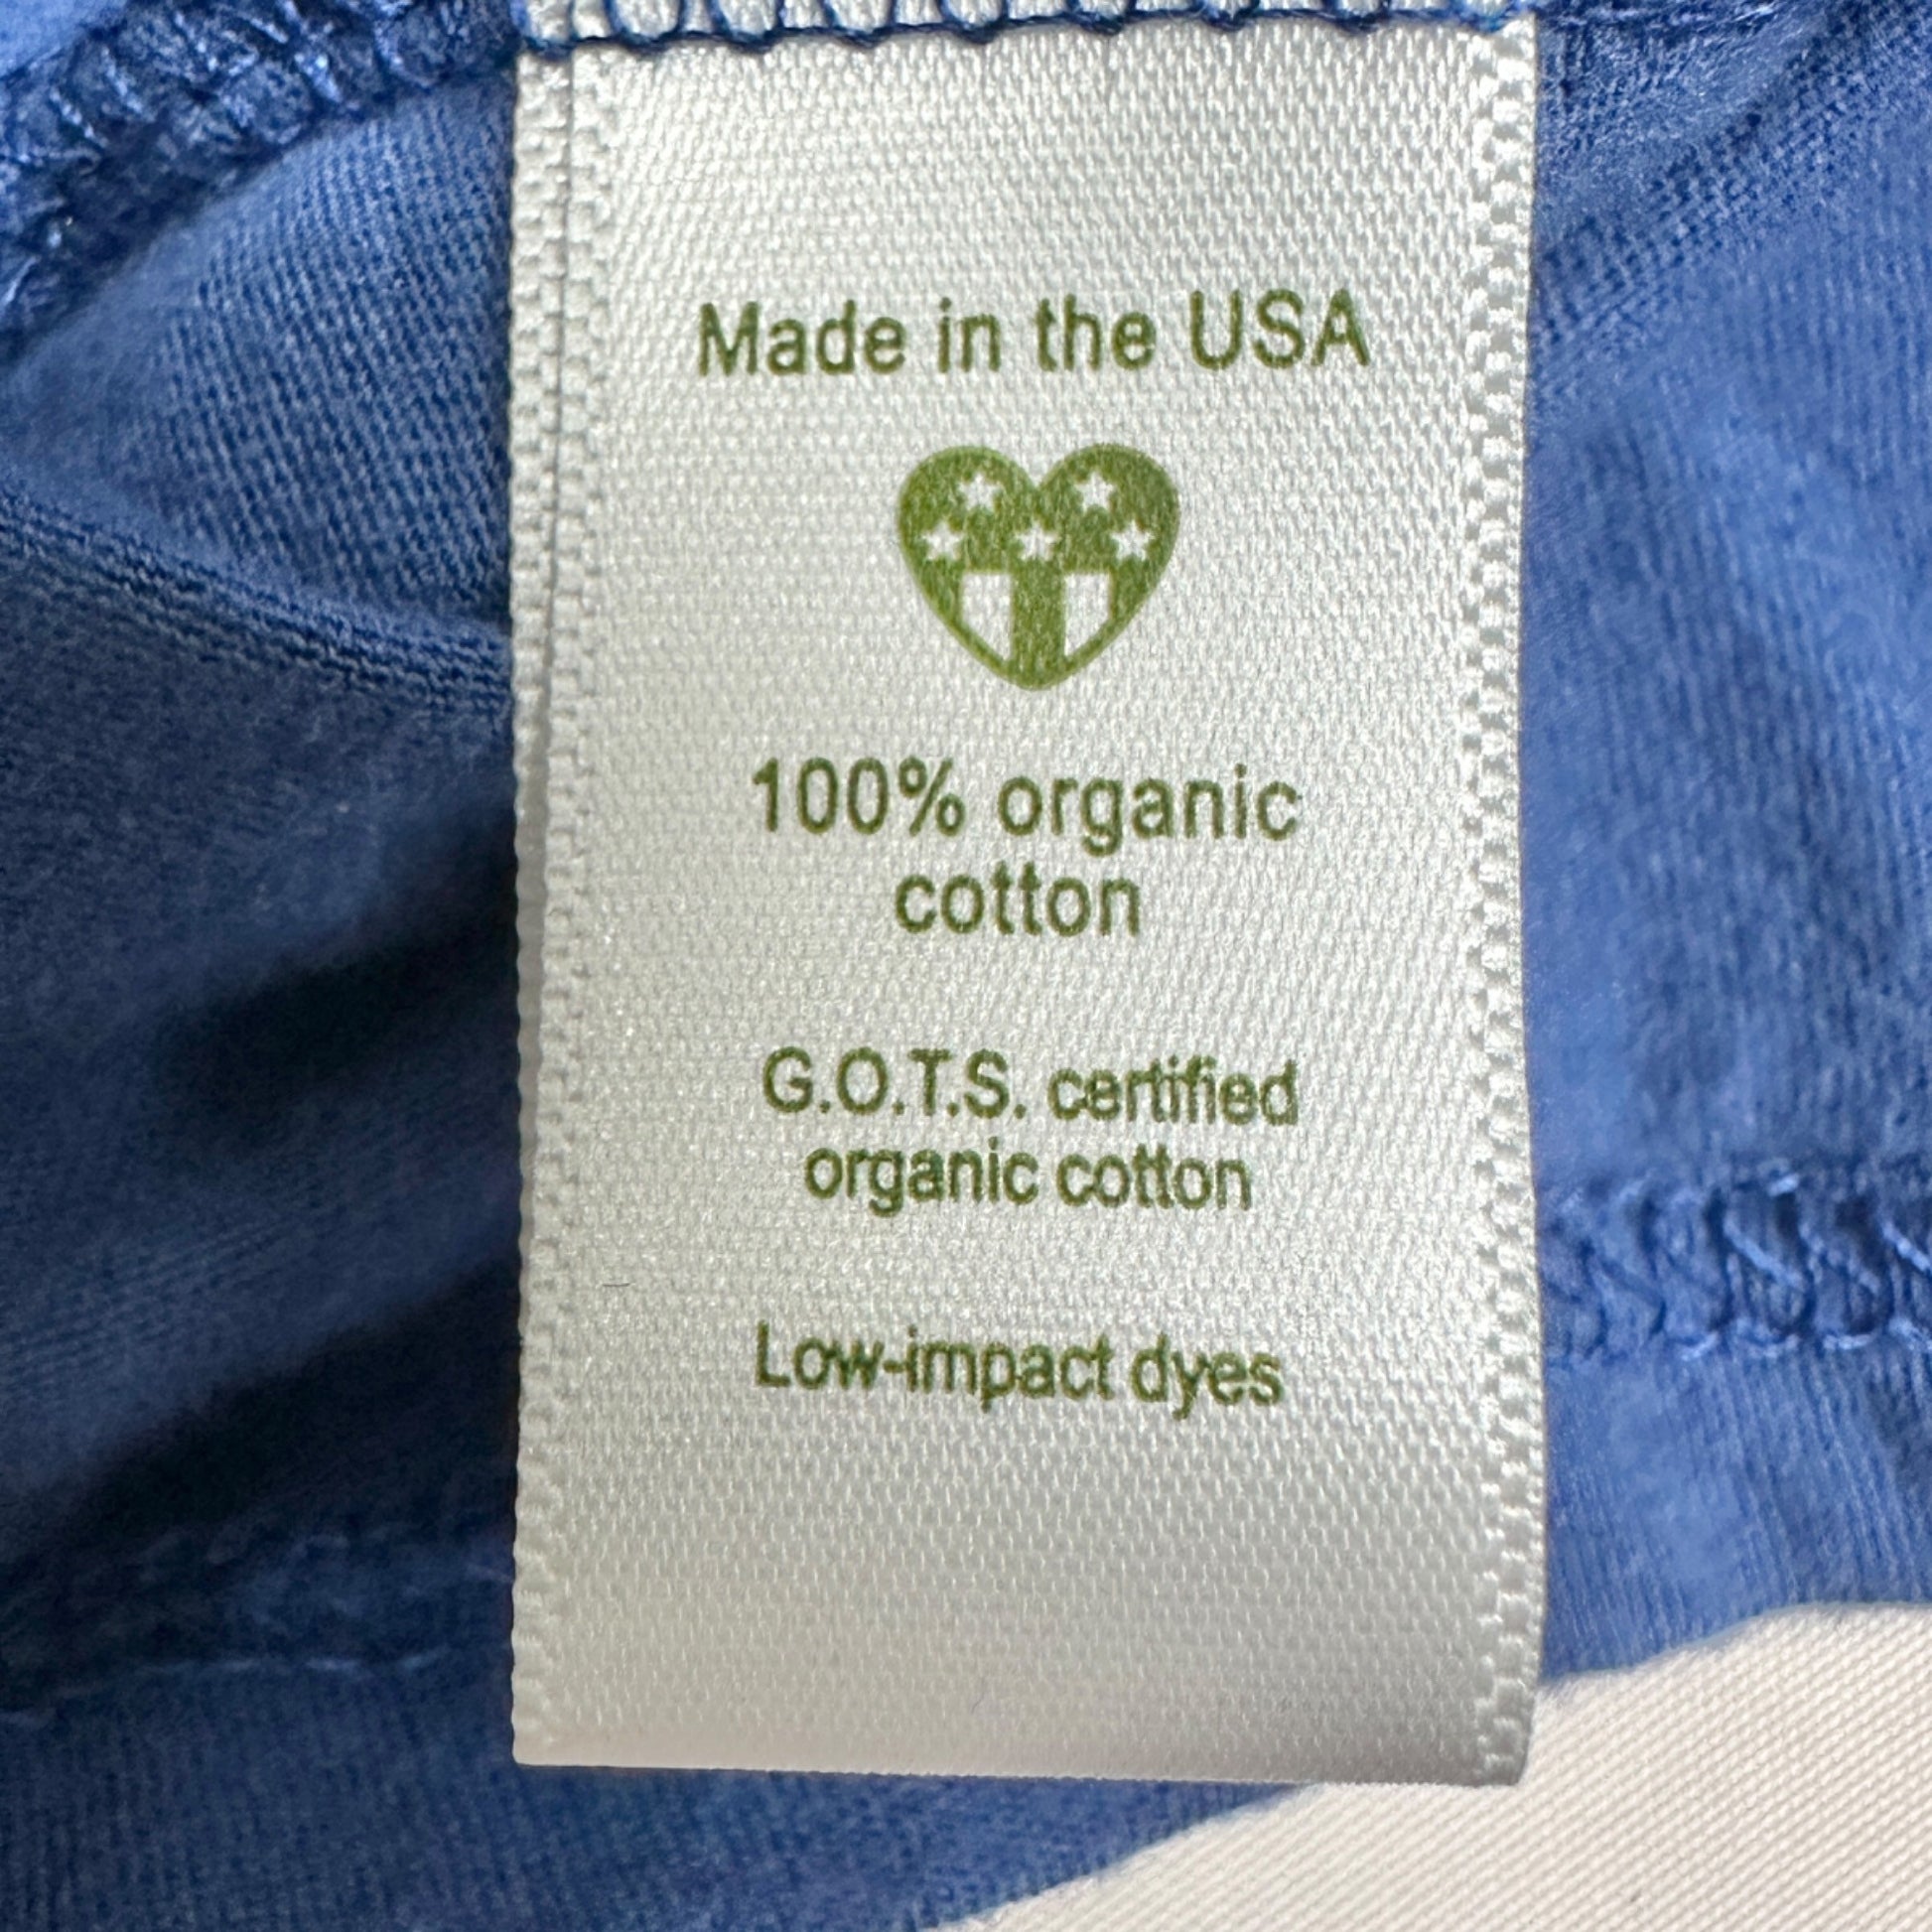 Made in the USA
100% organic
cotton
G.O.T.S. certified
organic cotton
Low-impact dyes